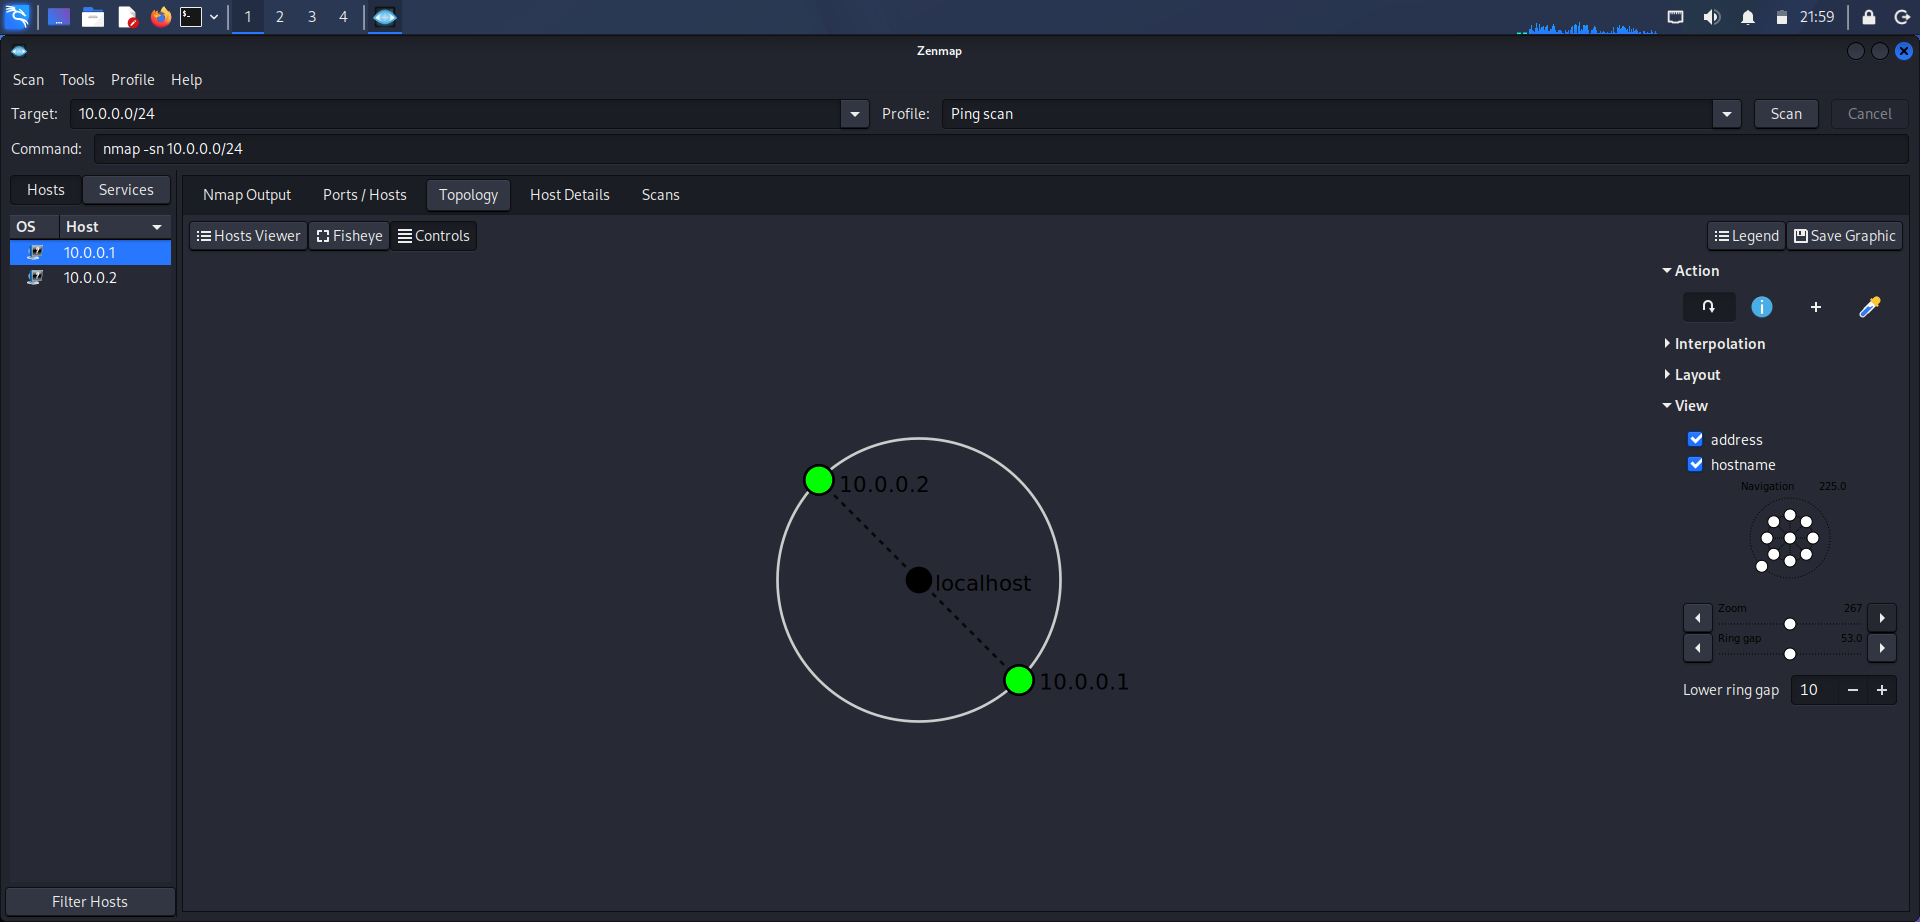 1 2 3 4 21:59
Zenmap
Scan Tools Profile Help
Target: 10.0.0.0/24 Profile: Ping scan Scan Cancel
Command: nmap -sn 10.0.0.0/24
Hosts Services Nmap Output Ports / Hosts Topology Host Details Scans
OS Host Hosts Viewer Fisheye Controls Legend Save Graphic
10.0.0.1
10.0.0.2
Action
Interpolation
Layout
View
address
hostname
Navigation 225.0
10.0.0.2
localhost
10.0.0.1
Zoom 267
Ring gap 53.0
Lower ring gap 10
Filter Hosts